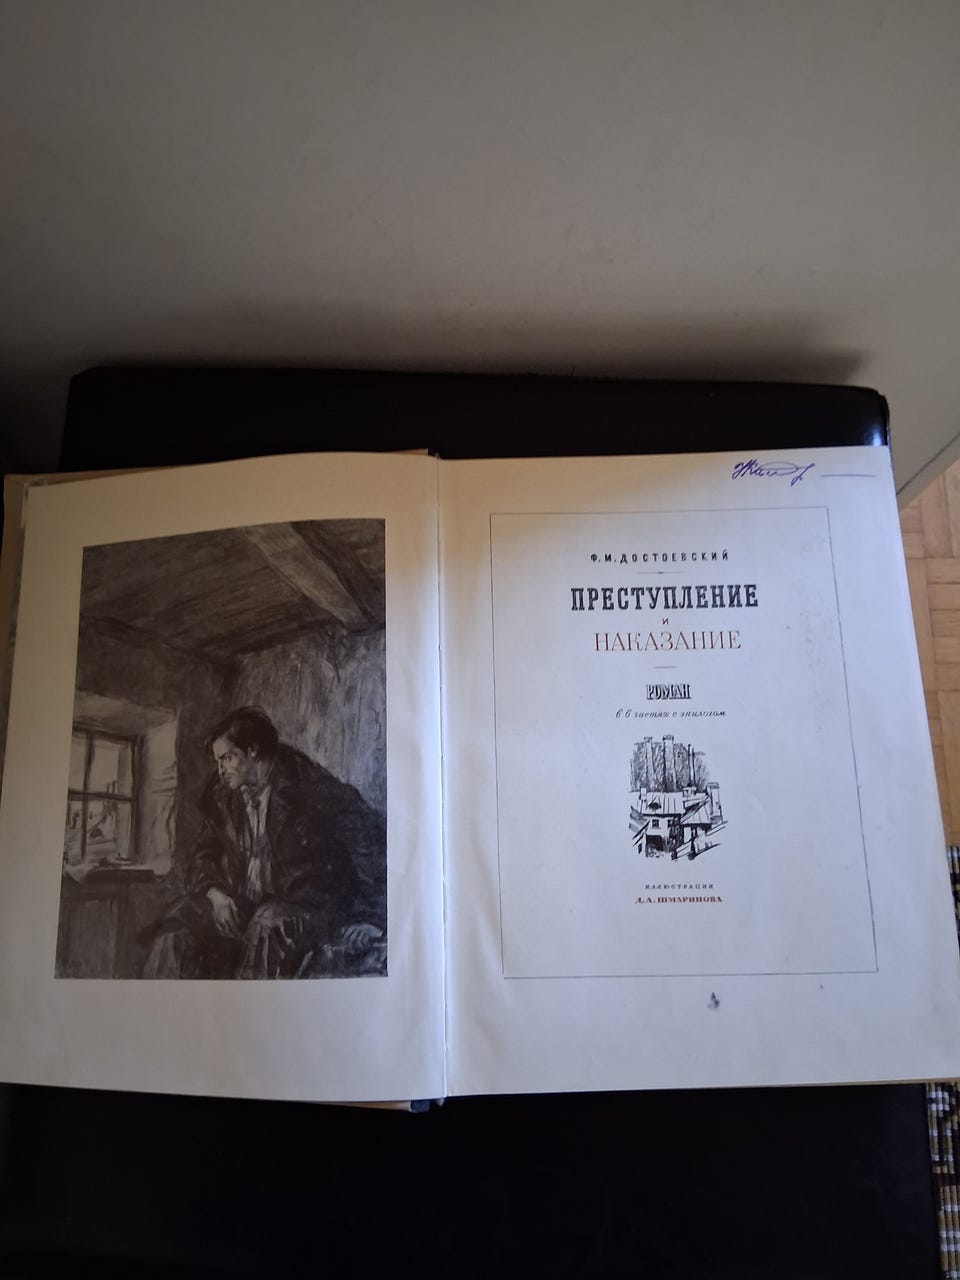 Ф. М. ДОСТОЕВСКИЙ
ПРЕСТУПЛЕНИЕ
И
НАКАЗАНИЕ
РОМАН
в 6 частях с эпилогом
ИЛЛЮСТРАЦИИ
Д. А. ШМАРИНОВА